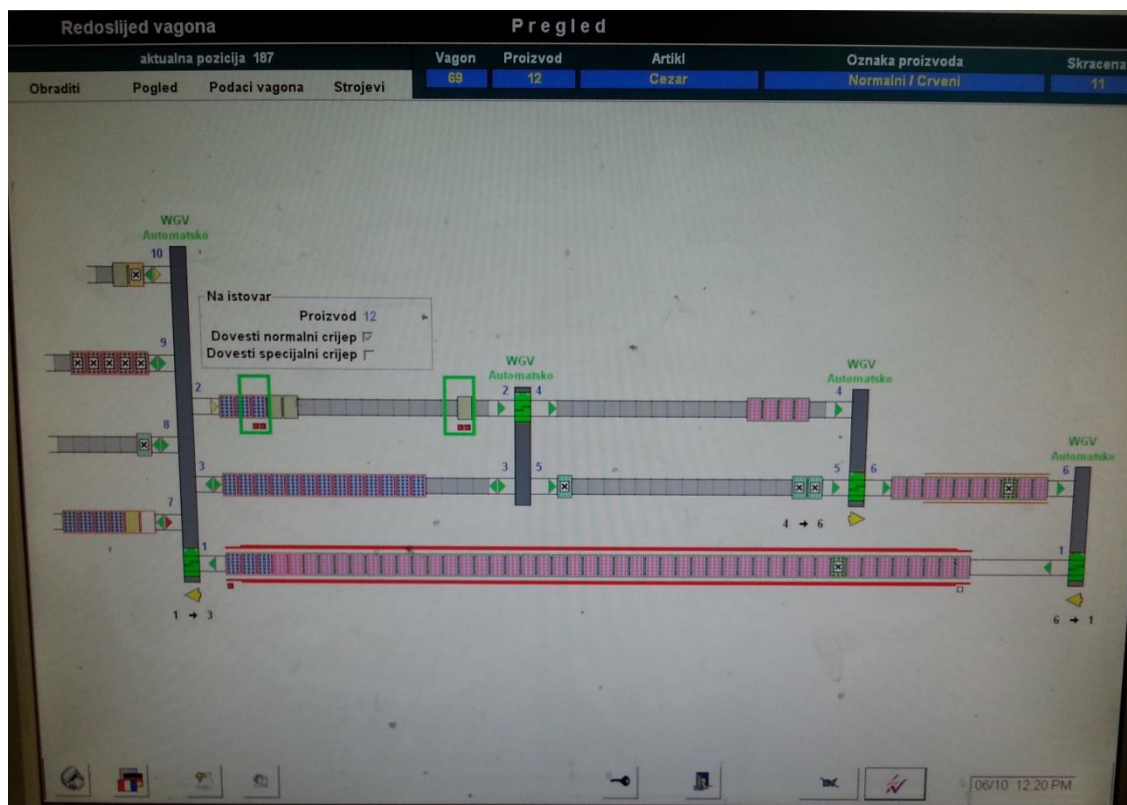 Redoslijed vagona
Pregled
aktualna pozicija 187
Vagon
Proizvod
Artikl
Oznaka proizvoda
Skracena
69
12
Cezar
Normalni / Crveni
11
Obraditi
Pogled
Podaci vagona
Strojevi
WGV
Automatsko
10
Na istovar
Proizvod 12
Dovesti normalni crijep
Dovesti specijalni crijep
9
WGV
Automatsko
WGV
Automatsko
2
2
4
4
8
WGV
Automatsko
3
3
5
5
6
6
7
4 → 6
1
1
1 → 3
6 → 1
06/10 12:20 PM